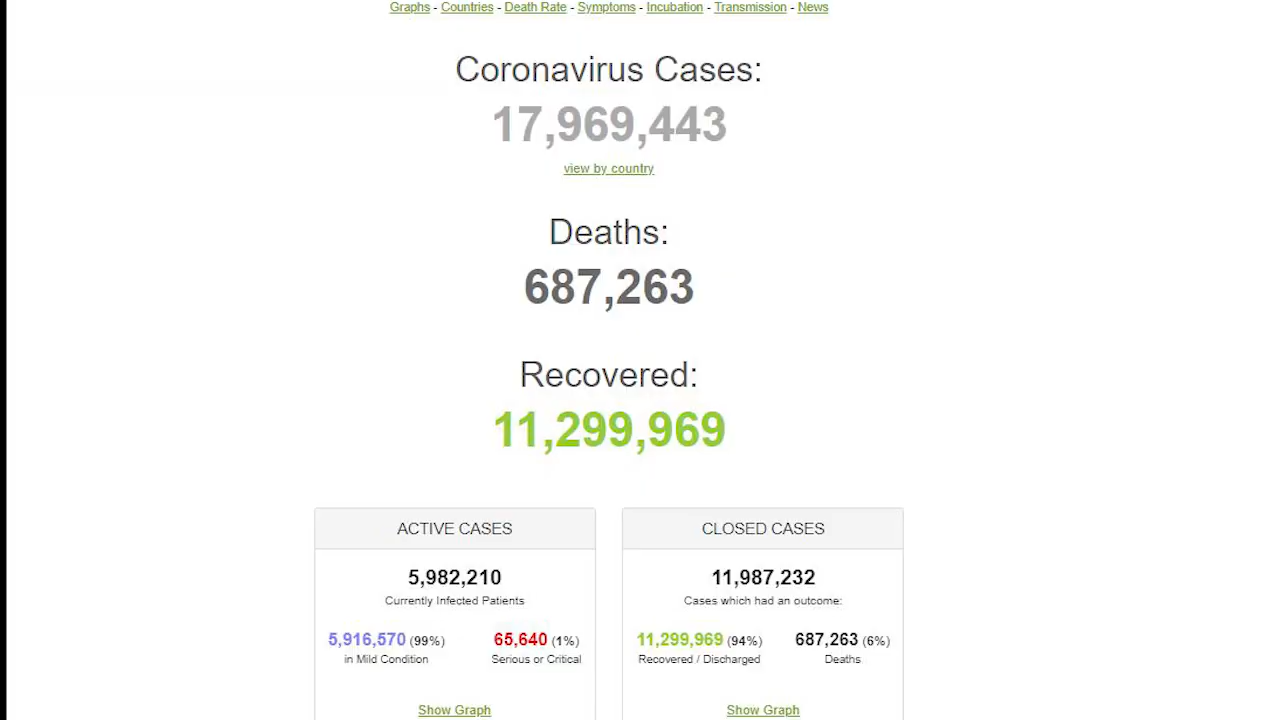 Graphs - Countries - Death Rate - Symptoms - Incubation - Transmission - News
Coronavirus Cases:
17,969,443
view by country
Deaths:
687,263
Recovered:
11,299,969
ACTIVE CASES
5,982,210
Currently Infected Patients
5,916,570 (99%)
in Mild Condition
65,640 (1%)
Serious or Critical
Show Graph
CLOSED CASES
11,987,232
Cases which had an outcome:
11,299,969 (94%)
Recovered / Discharged
687,263 (6%)
Deaths
Show Graph